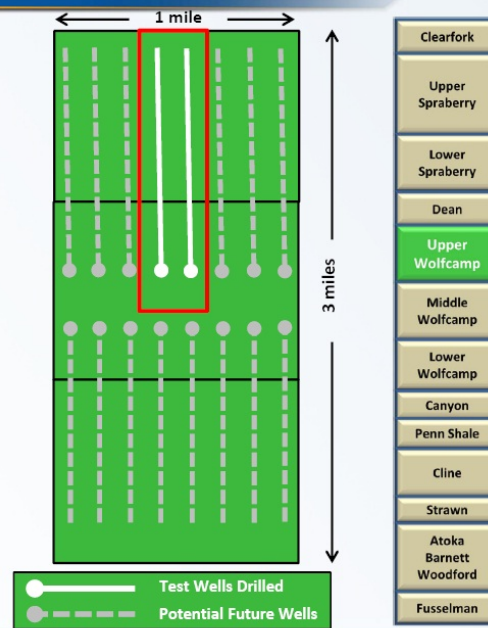 1 mile
3 miles
Test Wells Drilled
Potential Future Wells
Clearfork
Upper
Spraberry
Lower
Spraberry
Dean
Upper
Wolfcamp
Middle
Wolfcamp
Lower
Wolfcamp
Canyon
Penn Shale
Cline
Strawn
Atoka
Barnett
Woodford
Fusselman